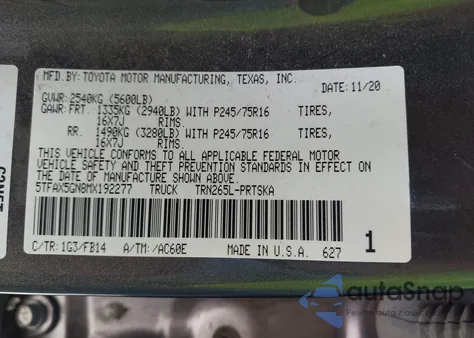 MFD.BY:TOYOTA MOTOR MANUFACTURING, TEXAS, INC.
DATE:11/20
GVWR:2540KG (5600LB)
GAWR:FRT. 1335KG (2940LB) WITH P245/75R16 TIRES,
16X7J RIMS
RR. 1490KG (3280LB) WITH P245/75R16 TIRES,
16X7J RIMS.
THIS VEHICLE CONFORMS TO ALL APPLICABLE FEDERAL MOTOR
VEHICLE SAFETY AND THEFT PREVENTION STANDARDS IN EFFECT ON
THE DATE OF MANUFACTURE SHOWN ABOVE.
5TFAX5GN8MX192277 TRUCK TRN265L-PRTSKA
C/TR:1G3/FB14 A/TM:/AC60E MADE IN U.S.A. 627
1
autoSnap
Pewne auta z